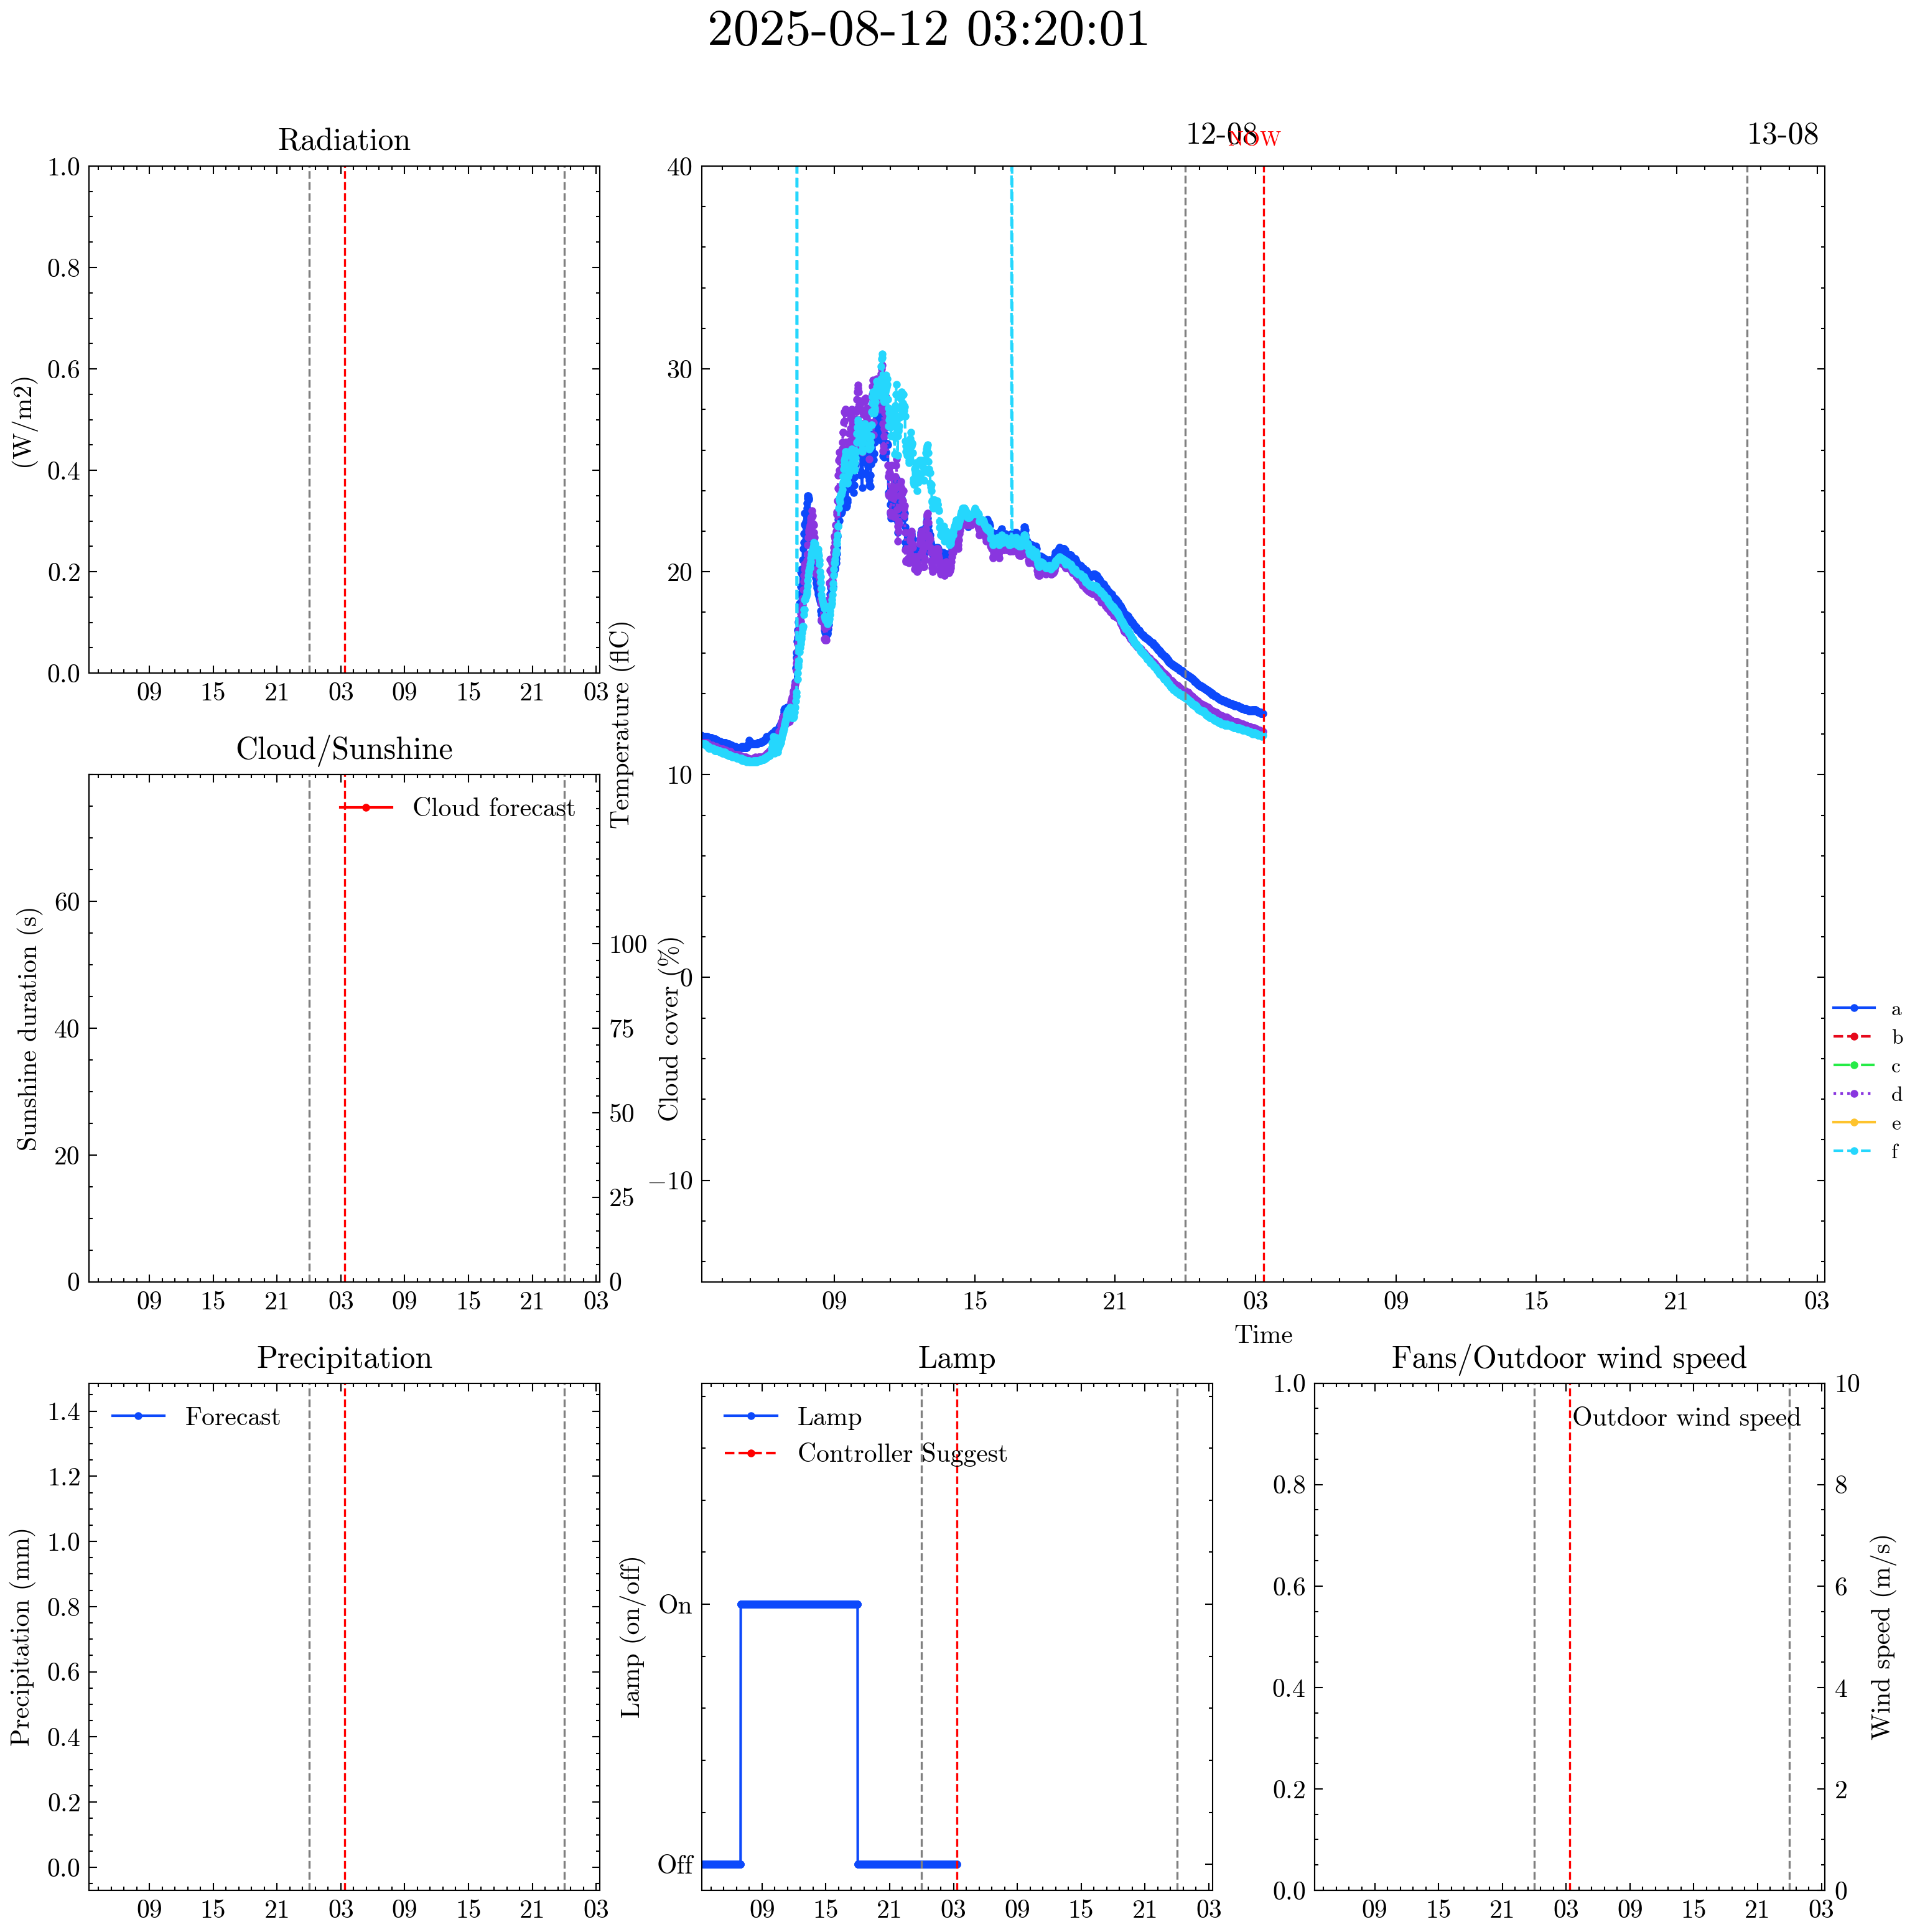 2025-08-12 03:20:01
Radiation
1.0
0.8
0.6
0.4
0.2
0.0
(W/m2)
09 15 21 03 09 15 21 03
12-08
NOW
13-08
40
30
20
10
0
−10
Temperature (flC)
09 15 21 03 09 15 21 03
Time
a
b
c
d
e
f
Cloud/Sunshine
Cloud forecast
60
40
20
0
Sunshine duration (s)
100
75
50
25
0
Cloud cover (%)
09 15 21 03 09 15 21 03
Precipitation
Forecast
1.4
1.2
1.0
0.8
0.6
0.4
0.2
0.0
Precipitation (mm)
09 15 21 03 09 15 21 03
Lamp
Lamp
Controller Suggest
On
Off
Lamp (on/off)
09 15 21 03 09 15 21 03
Fans/Outdoor wind speed
Outdoor wind speed
1.0
0.8
0.6
0.4
0.2
0.0
10
8
6
4
2
0
Wind speed (m/s)
09 15 21 03 09 15 21 03